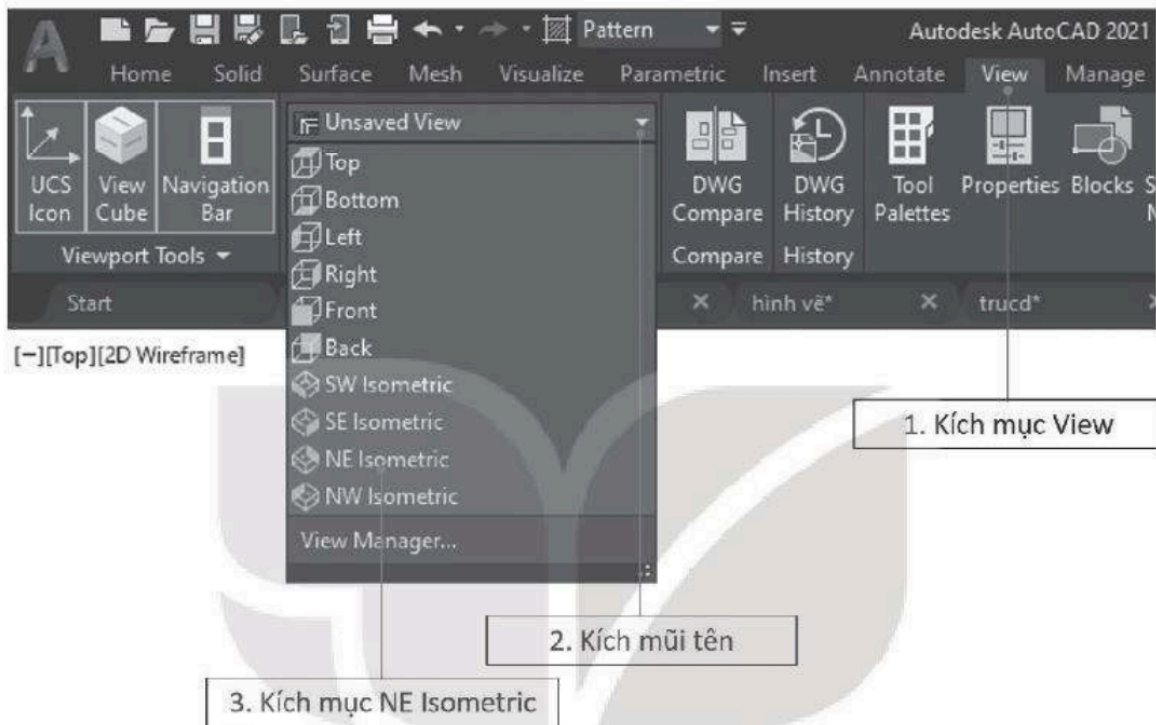 Pattern
Autodesk AutoCAD 2021
Home Solid Surface Mesh Visualize Parametric Insert Annotate View Manage
UCS Icon
View Cube
Navigation Bar
Viewport Tools
Unsaved View
Top
Bottom
Left
Right
Front
Back
SW Isometric
SE Isometric
NE Isometric
NW Isometric
View Manager...
DWG Compare
Compare
DWG History
History
Tool Palettes
Properties
Blocks
Start
hình vẽ*
trucd*
[−][Top][2D Wireframe]
1. Kích mục View
2. Kích mũi tên
3. Kích mục NE Isometric